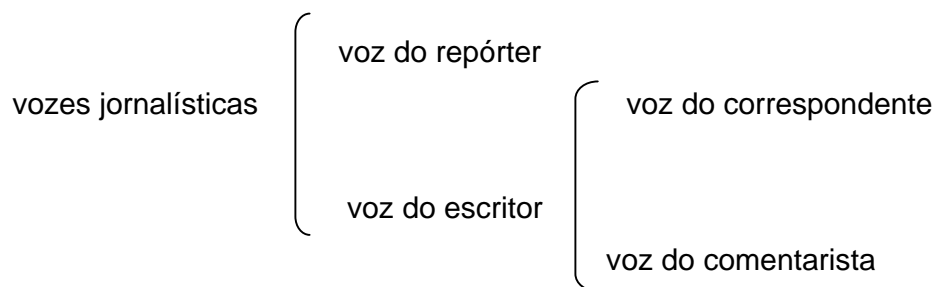 voz do repórter
vozes jornalísticas
voz do correspondente
voz do escritor
voz do comentarista